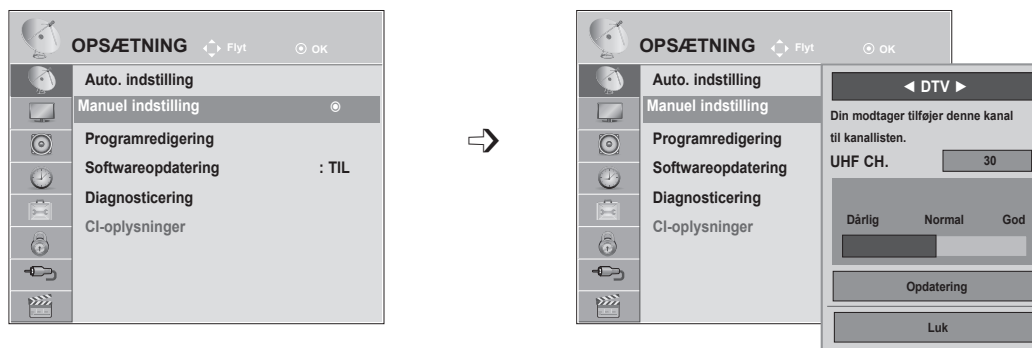 OPSÆTNING Flyt OK
Auto. indstilling
Manuel indstilling
Programredigering
Softwareopdatering : TIL
Diagnosticering
CI-oplysninger
OPSÆTNING Flyt OK
Auto. indstilling
Manuel indstilling
Programredigering
Softwareopdatering
Diagnosticering
CI-oplysninger
◀ DTV ▶
Din modtager tilføjer denne kanal
til kanallisten.
UHF CH. 30
Dårlig Normal God
Opdatering
Luk